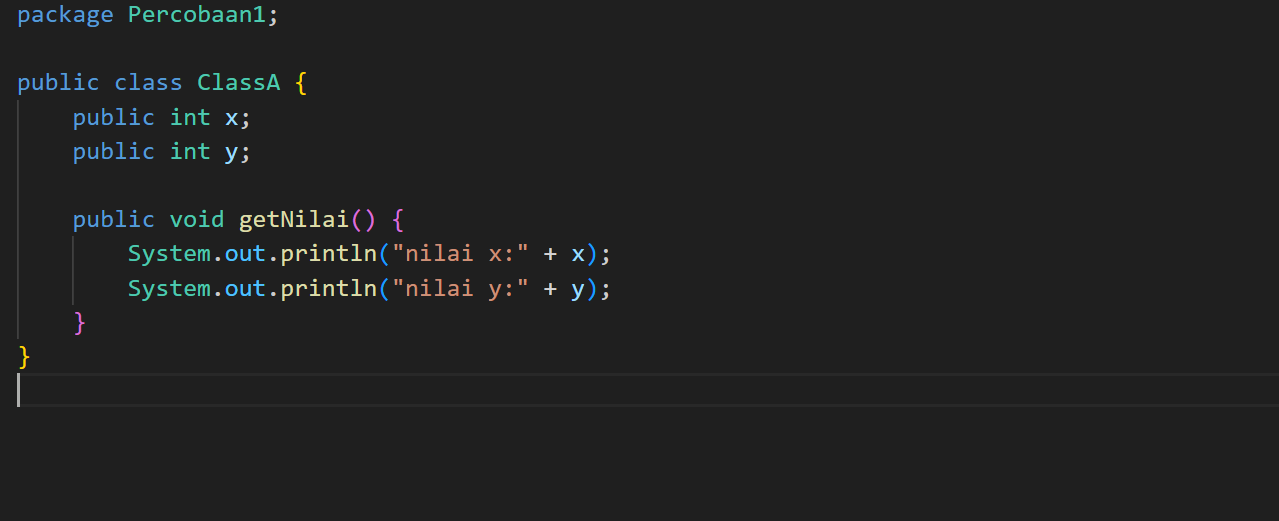 package Percobaan1;
public class ClassA {
    public int x;
    public int y;
    public void getNilai() {
        System.out.println("nilai x:" + x);
        System.out.println("nilai y:" + y);
    }
}